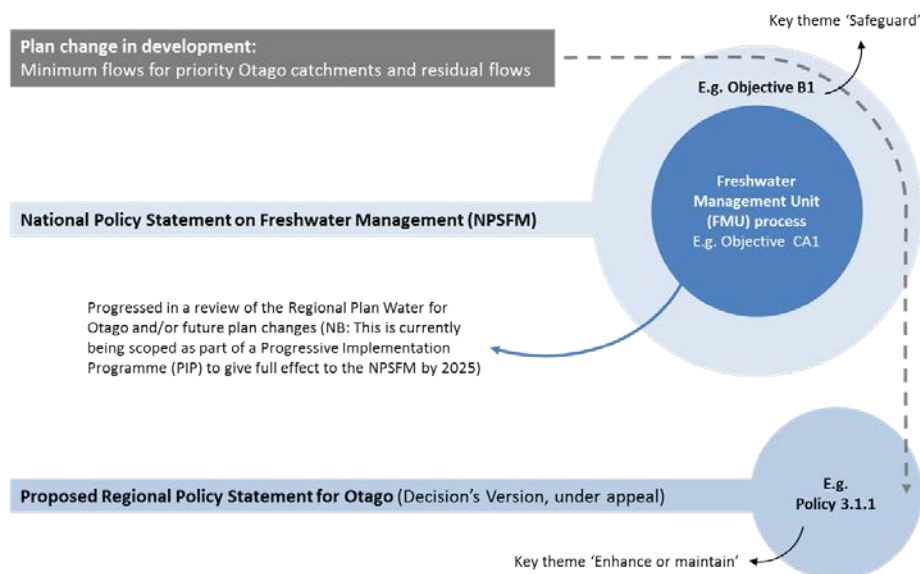 Key theme ‘Safeguard’
Plan change in development:
Minimum flows for priority Otago catchments and residual flows
E.g. Objective B1
Freshwater
Management Unit
(FMU) process
E.g. Objective CA1
National Policy Statement on Freshwater Management (NPSFM)
Progressed in a review of the Regional Plan Water for
Otago and/or future plan changes (NB: This is currently
being scoped as part of a Progressive Implementation
Programme (PIP) to give full effect to the NPSFM by 2025)
Proposed Regional Policy Statement for Otago (Decision’s Version, under appeal)
E.g.
Policy 3.1.1
Key theme ‘Enhance or maintain’